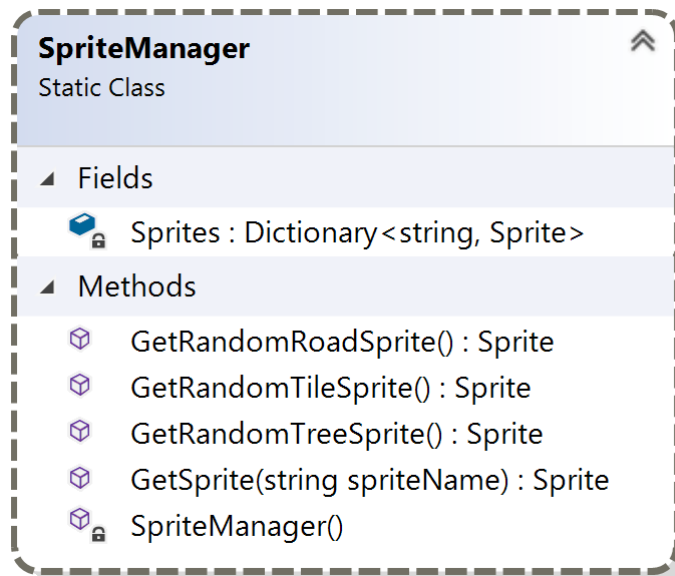 SpriteManager
Static Class
Fields
Sprites : Dictionary<string, Sprite>
Methods
GetRandomRoadSprite() : Sprite
GetRandomTileSprite() : Sprite
GetRandomTreeSprite() : Sprite
GetSprite(string spriteName) : Sprite
SpriteManager()